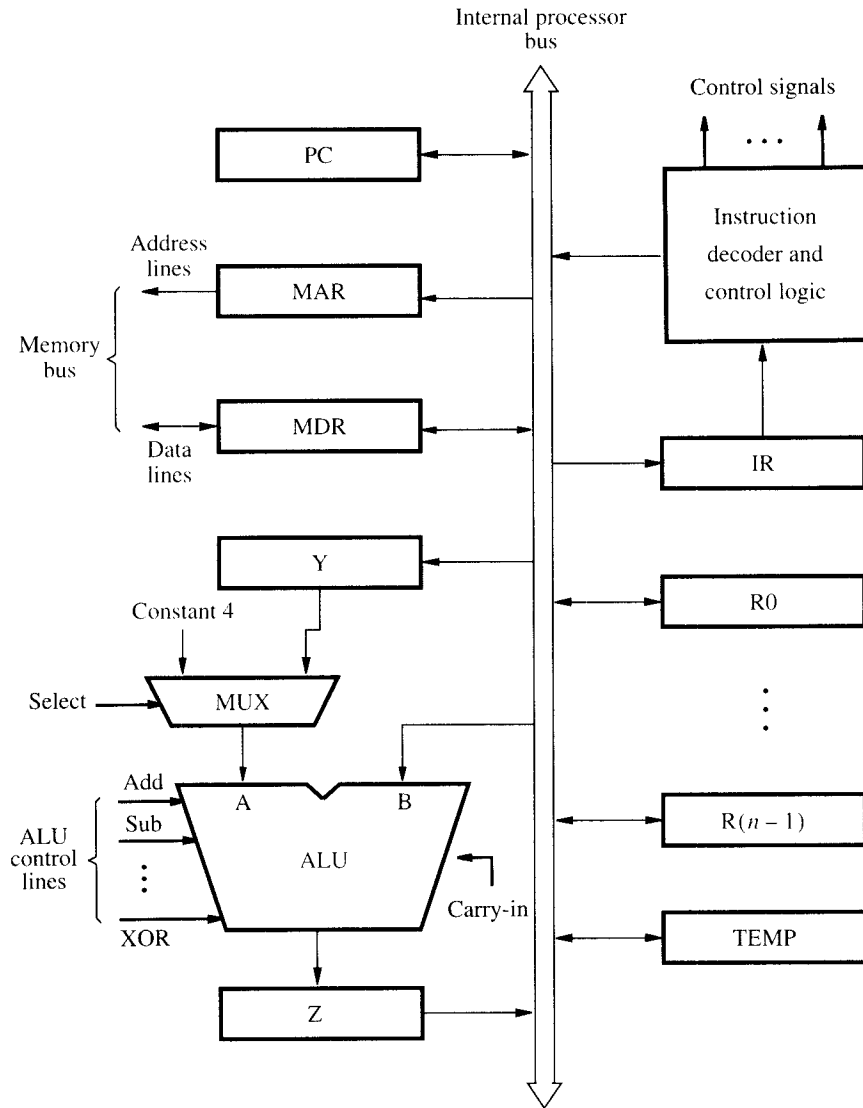 Internal processor
bus
Control signals
. . .
PC
Instruction
decoder and
control logic
Address
lines
MAR
Memory
bus
MDR
Data
lines
IR
Y
Constant 4
R0
Select
MUX
Add
A
B
R(n − 1)
Sub
ALU
control
lines
ALU
Carry-in
XOR
TEMP
Z